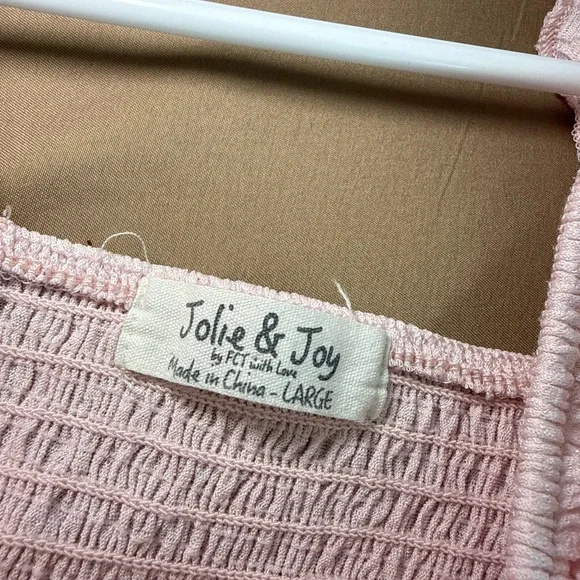 Jolie & Joy
by FCT with Love
Made in China - LARGE